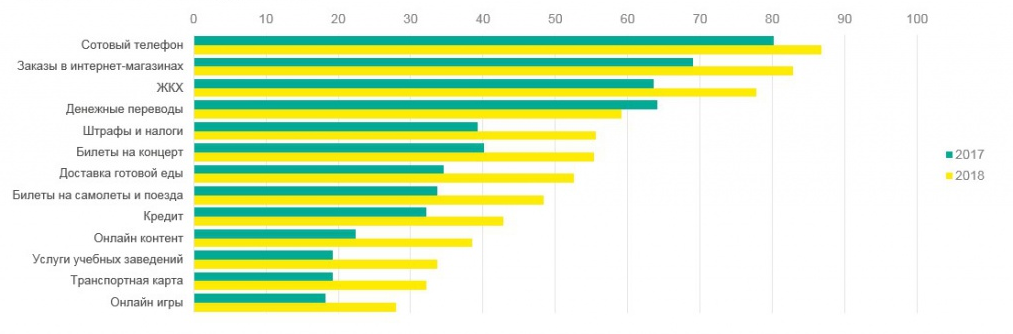 0 10 20 30 40 50 60 70 80 90 100
Сотовый телефон
Заказы в интернет-магазинах
ЖКХ
Денежные переводы
Штрафы и налоги
Билеты на концерт
Доставка готовой еды
Билеты на самолеты и поезда
Кредит
Онлайн контент
Услуги учебных заведений
Транспортная карта
Онлайн игры
2017
2018